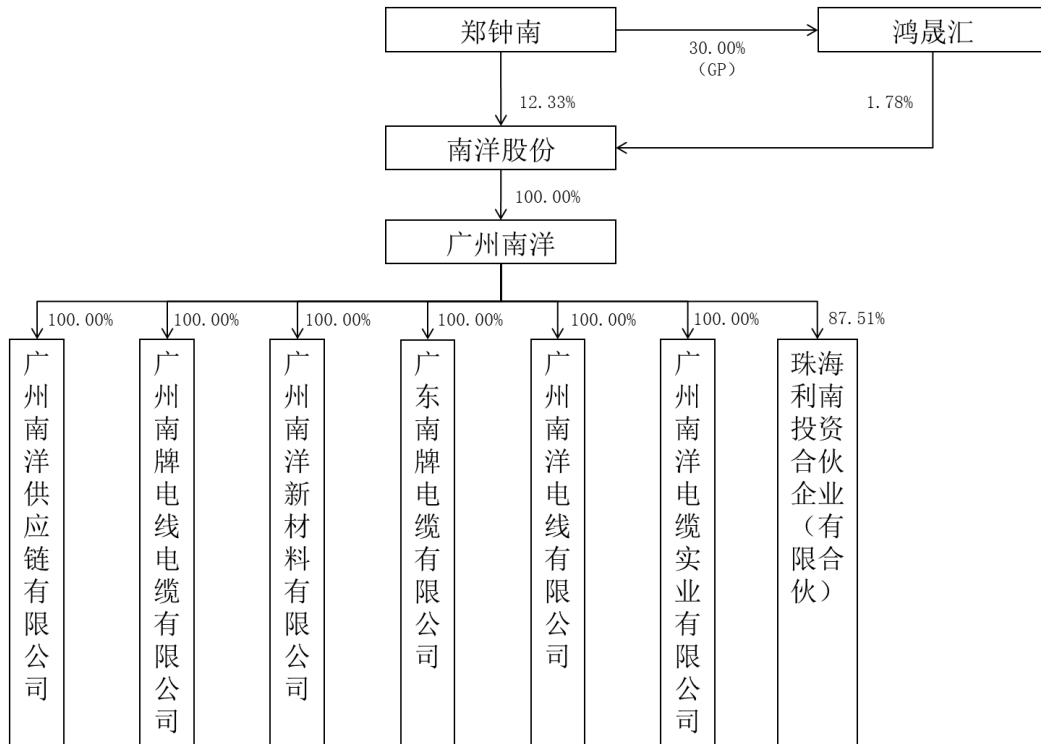 郑钟南
鸿晟汇
30.00%
（GP）
12.33%
1.78%
南洋股份
100.00%
广州南洋
100.00%
100.00%
100.00%
100.00%
100.00%
100.00%
87.51%
广州南洋供应链有限公司
广州南牌电线电缆有限公司
广州南洋新材料有限公司
广东南牌电缆有限公司
广州南洋电线有限公司
广州南洋电缆实业有限公司
珠海
利南
投资
合伙
企业
（有
限合
伙）